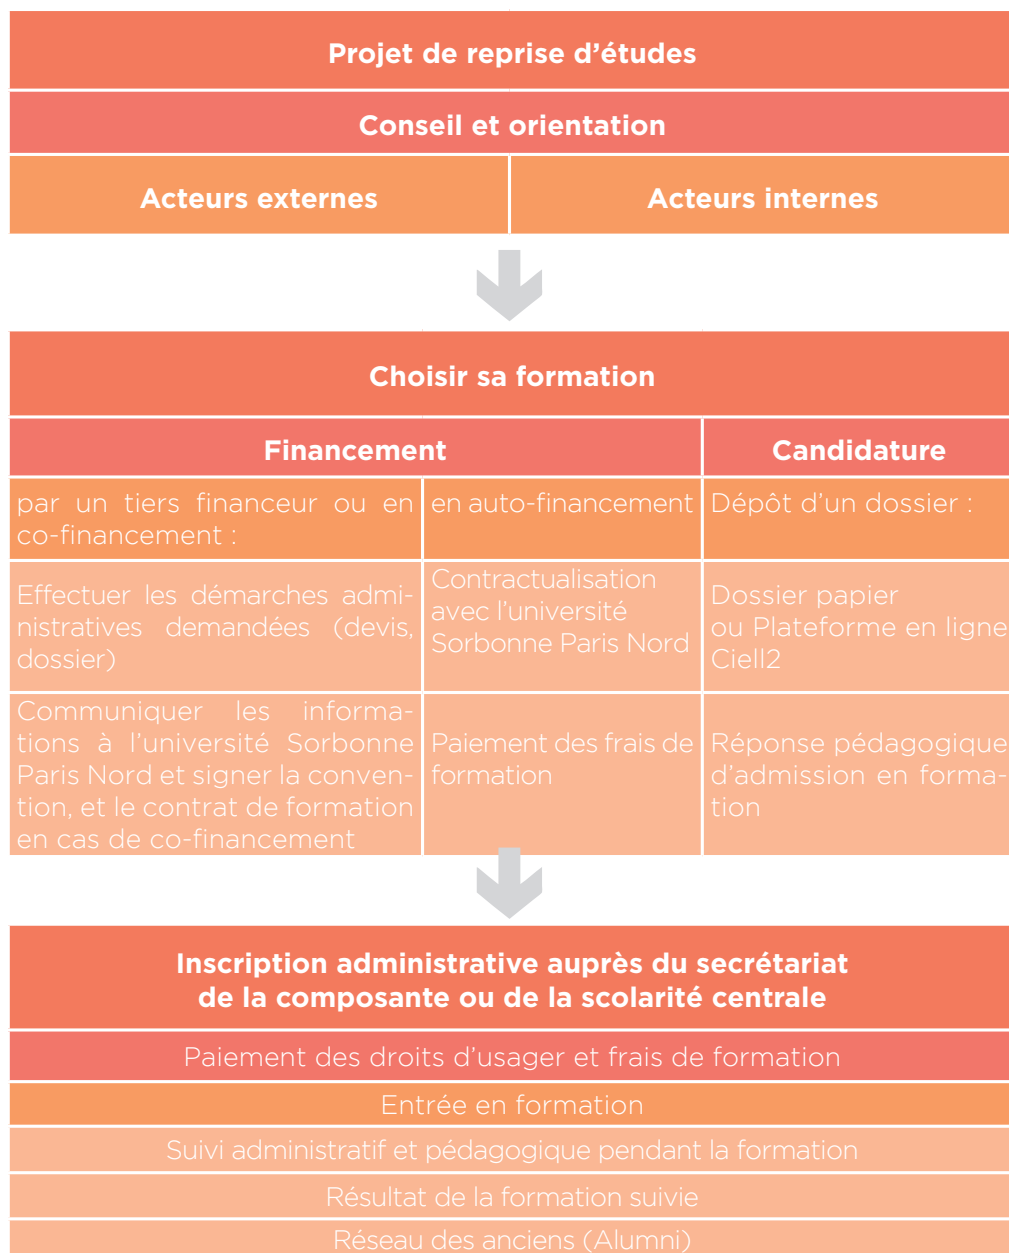 Projet de reprise d'études
Conseil et orientation
Acteurs externes
Acteurs internes
Choisir sa formation
Financement
Candidature
par un tiers financeur ou en
co-financement :
en auto-financement
Dépôt d'un dossier :
Effectuer les démarches admi-
nistratives demandées (devis,
dossier)
Contractualisation
avec l'université
Sorbonne Paris Nord
Dossier papier
ou Plateforme en ligne
Ciell2
Communiquer les informa-
tions à l'université Sorbonne
Paris Nord et signer la conven-
tion, et le contrat de formation
en cas de co-financement
Paiement des frais de
formation
Réponse pédagogique
d'admission en forma-
tion
Inscription administrative auprès du secrétariat
de la composante ou de la scolarité centrale
Paiement des droits d'usager et frais de formation
Entrée en formation
Suivi administratif et pédagogique pendant la formation
Résultat de la formation suivie
Réseau des anciens (Alumni)